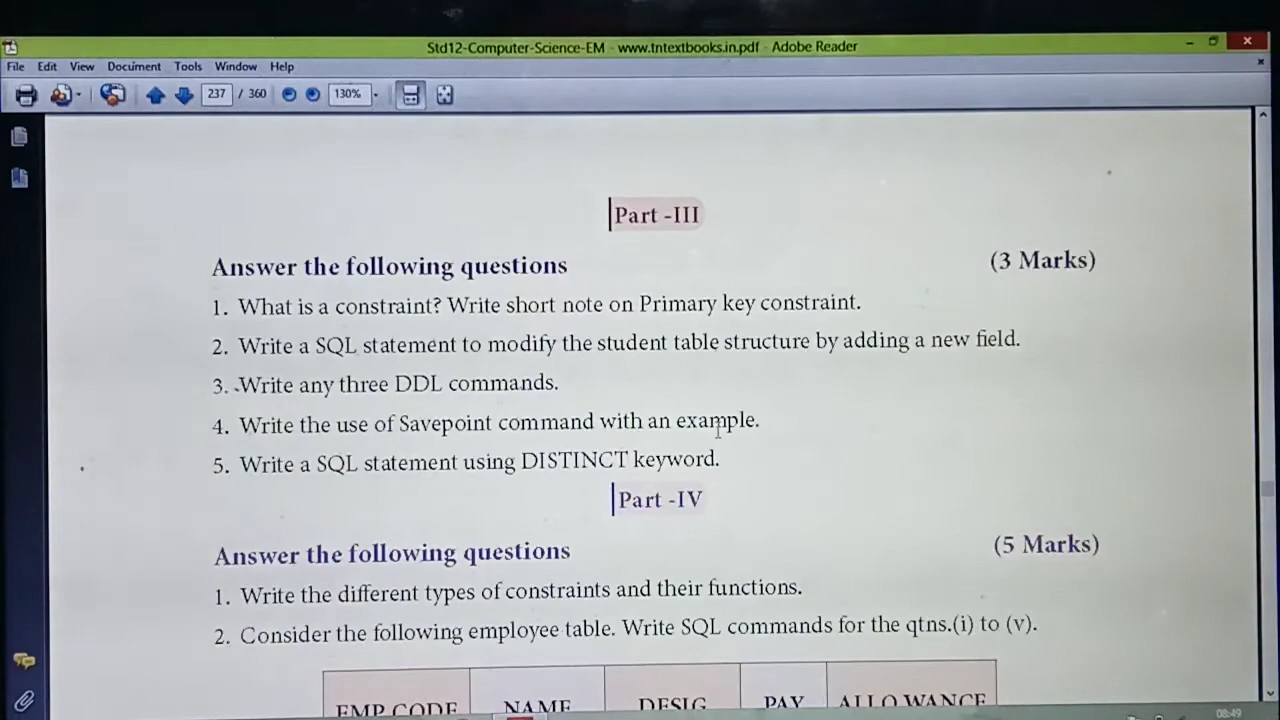 Std12-Computer-Science-EM - www.tntextbooks.in.pdf - Adobe Reader
File Edit View Document Tools Window Help
237 / 360 130%
Part -III
Answer the following questions (3 Marks)
1. What is a constraint? Write short note on Primary key constraint.
2. Write a SQL statement to modify the student table structure by adding a new field.
3. Write any three DDL commands.
4. Write the use of Savepoint command with an example.
5. Write a SQL statement using DISTINCT keyword.
Part -IV
Answer the following questions (5 Marks)
1. Write the different types of constraints and their functions.
2. Consider the following employee table. Write SQL commands for the qtns.(i) to (v).
EMP CODE NAME DESIG PAY ALLO WANCE
08:49